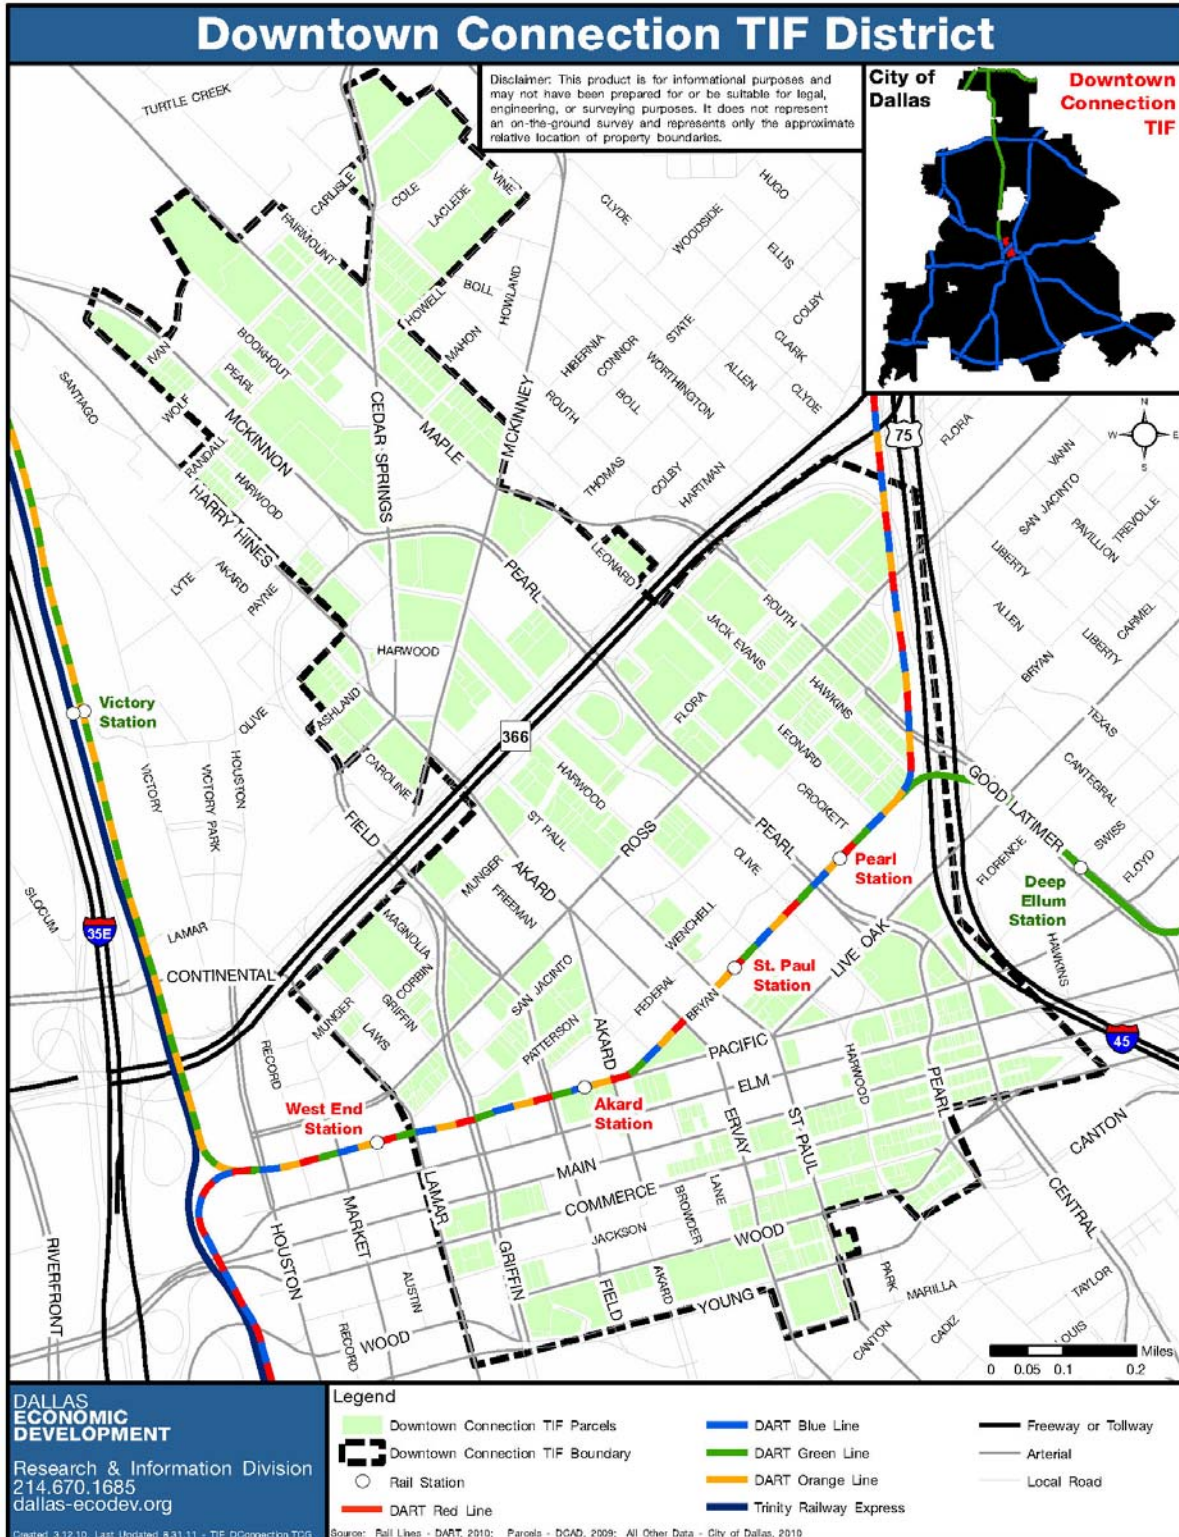 Downtown Connection TIF District
Disclaimer: This product is for informational purposes and
may not have been prepared for or be suitable for legal,
engineering, or surveying purposes. It does not represent
an on-the-ground survey and represents only the approximate
relative location of property boundaries.
City of
Dallas
Downtown
Connection
TIF
TURTLE CREEK
CARLISLE
COLE
LACLEDE
VINE
FAIRMOUNT
HOWELL
BOLL
HOWLAND
MAHON
HUGO
CLYDE
WOODSIDE
ELLIS
COLBY
STATE
CLARK
HIBERNIA
CONNOR
WORTHINGTON
ALLEN
CLYDE
ROUTH
BOLL
IVAN
BOOKHOUT
PEARL
WOLF
SANTIAGO
MCKINNON
CEDAR SPRINGS
MAPLE
MCKINNEY
RANDALL
HARWOOD
HARRY HINES
THOMAS
COLBY
HARTMAN
75
FLORA
N
W
E
S
VANN
SAN JACINTO
PAVILLION
TREVOLLE
LIBERTY
ALLEN
LIBERTY
CARMEL
BRYAN
TEXAS
CANTEGRAL
SWISS
FLOYD
LYTE
AKARD
PAYNE
PEARL
LEONARD
ROUTH
JACK EVANS
HARWOOD
FLORA
HAWKINS
LEONARD
CROCKETT
Victory
Station
OLIVE
ASHLAND
CAROLINE
366
HARWOOD
ST PAUL
ROSS
VICTORY
VICTORY PARK
HOUSTON
FIELD
AKARD
MUNGER
FREEMAN
OLIVE
PEARL
Pearl
Station
GOOD LATIMER
FLORENCE
Deep
Ellum
Station
HAWKINS
SLOCUM
35E
LAMAR
CONTINENTAL
MAGNOLIA
CORBIN
GRIFFIN
MUNGER
LAWS
SAN JACINTO
PATTERSON
WENCHELL
St. Paul
Station
LIVE OAK
FEDERAL
BRYAN
AKARD
PACIFIC
ELM
HARWOOD
PEARL
45
RECORD
West End
Station
Akard
Station
ERVAY
ST PAUL
CANTON
MAIN
COMMERCE
LAMAR
MARKET
HOUSTON
JACKSON
BROWDER
LANE
WOOD
CENTRAL
RIVERFRONT
AUSTIN
GRIFFIN
FIELD
AKARD
YOUNG
PARK
MARILLA
TAYLOR
RECORD
WOOD
CANTON
CADIZ
LOUIS
Miles
0 0.05 0.1 0.2
DALLAS
ECONOMIC
DEVELOPMENT
Research & Information Division
214.670.1685
dallas-ecodev.org
Created 3.12.10, Last Updated 8.31.11 - TIF_DConnection.TCG
Legend
Downtown Connection TIF Parcels
Downtown Connection TIF Boundary
Rail Station
DART Red Line
DART Blue Line
DART Green Line
DART Orange Line
Trinity Railway Express
Freeway or Tollway
Arterial
Local Road
Source: Rail Lines - DART, 2010; Parcels - DCAD, 2009; All Other Data - City of Dallas, 2010